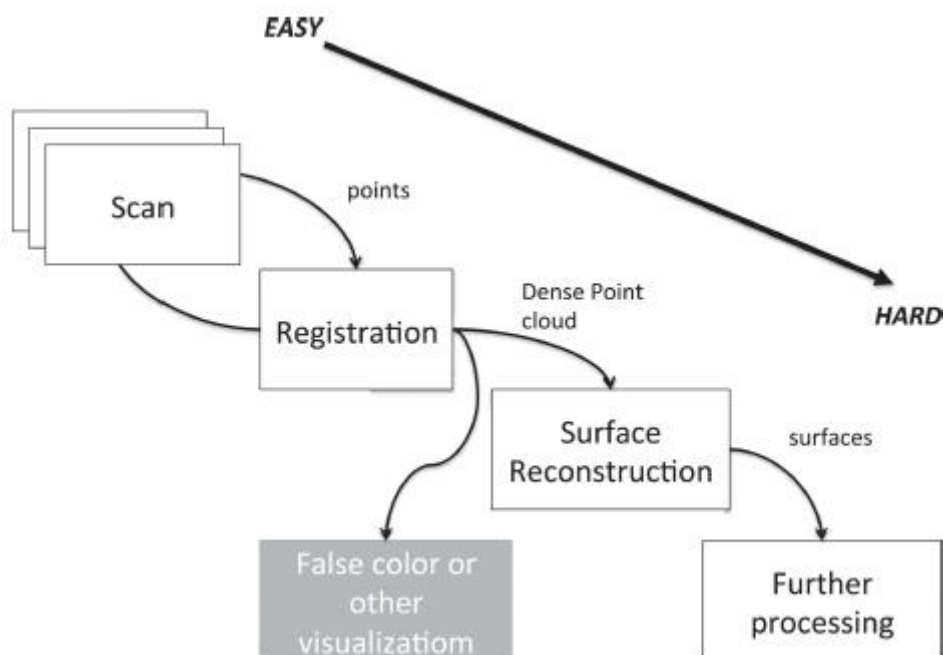 EASY
points
Scan
Dense Point
cloud
HARD
Registration
surfaces
Surface
Reconstruction
False color or
other
visualizatiom
Further
processing